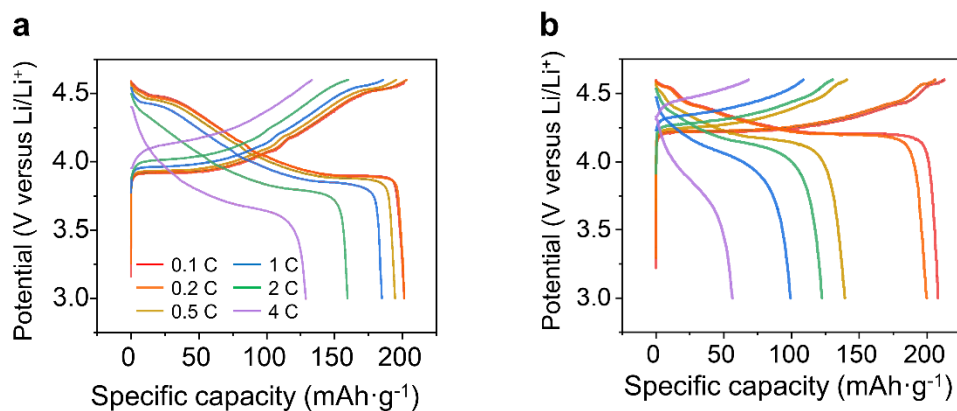 a
Potential (V versus Li/Li⁺)
4.5
4.0
3.5
3.0
0.1 C
0.2 C
0.5 C
1 C
2 C
4 C
0 50 100 150 200
Specific capacity (mAh·g⁻¹)
b
Potential (V versus Li/Li⁺)
4.5
4.0
3.5
3.0
0 50 100 150 200
Specific capacity (mAh·g⁻¹)